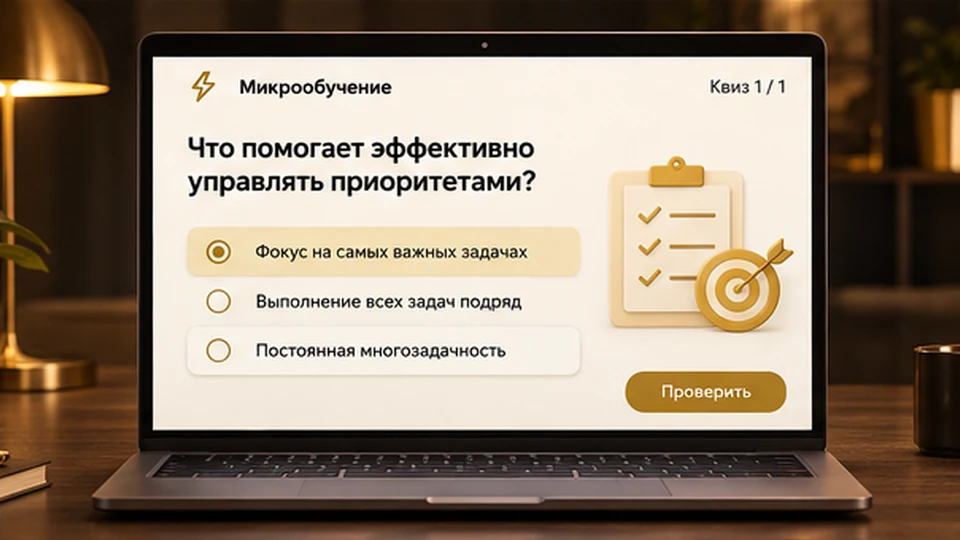 Микрообучение
Квиз 1 / 1
Что помогает эффективно
управлять приоритетами?
Фокус на самых важных задачах
Выполнение всех задач подряд
Постоянная многозадачность
Проверить